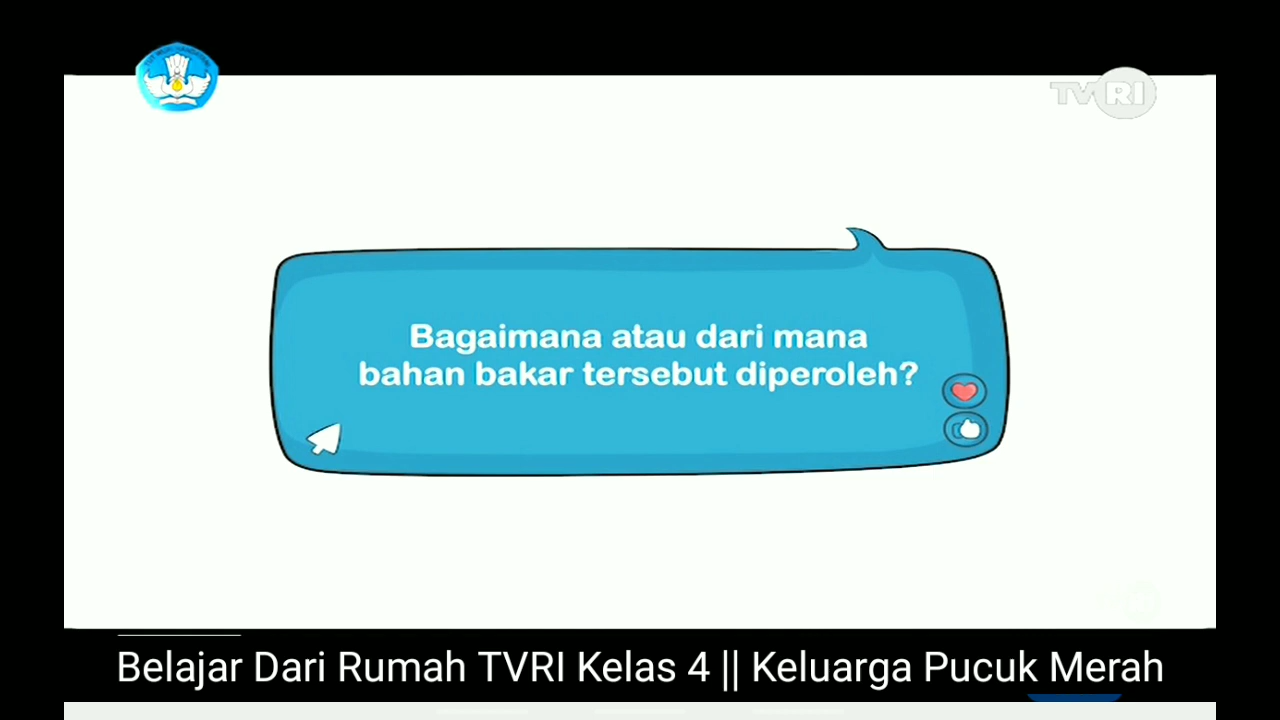 TVRI
Bagaimana atau dari mana
bahan bakar tersebut diperoleh?
Belajar Dari Rumah TVRI Kelas 4 || Keluarga Pucuk Merah